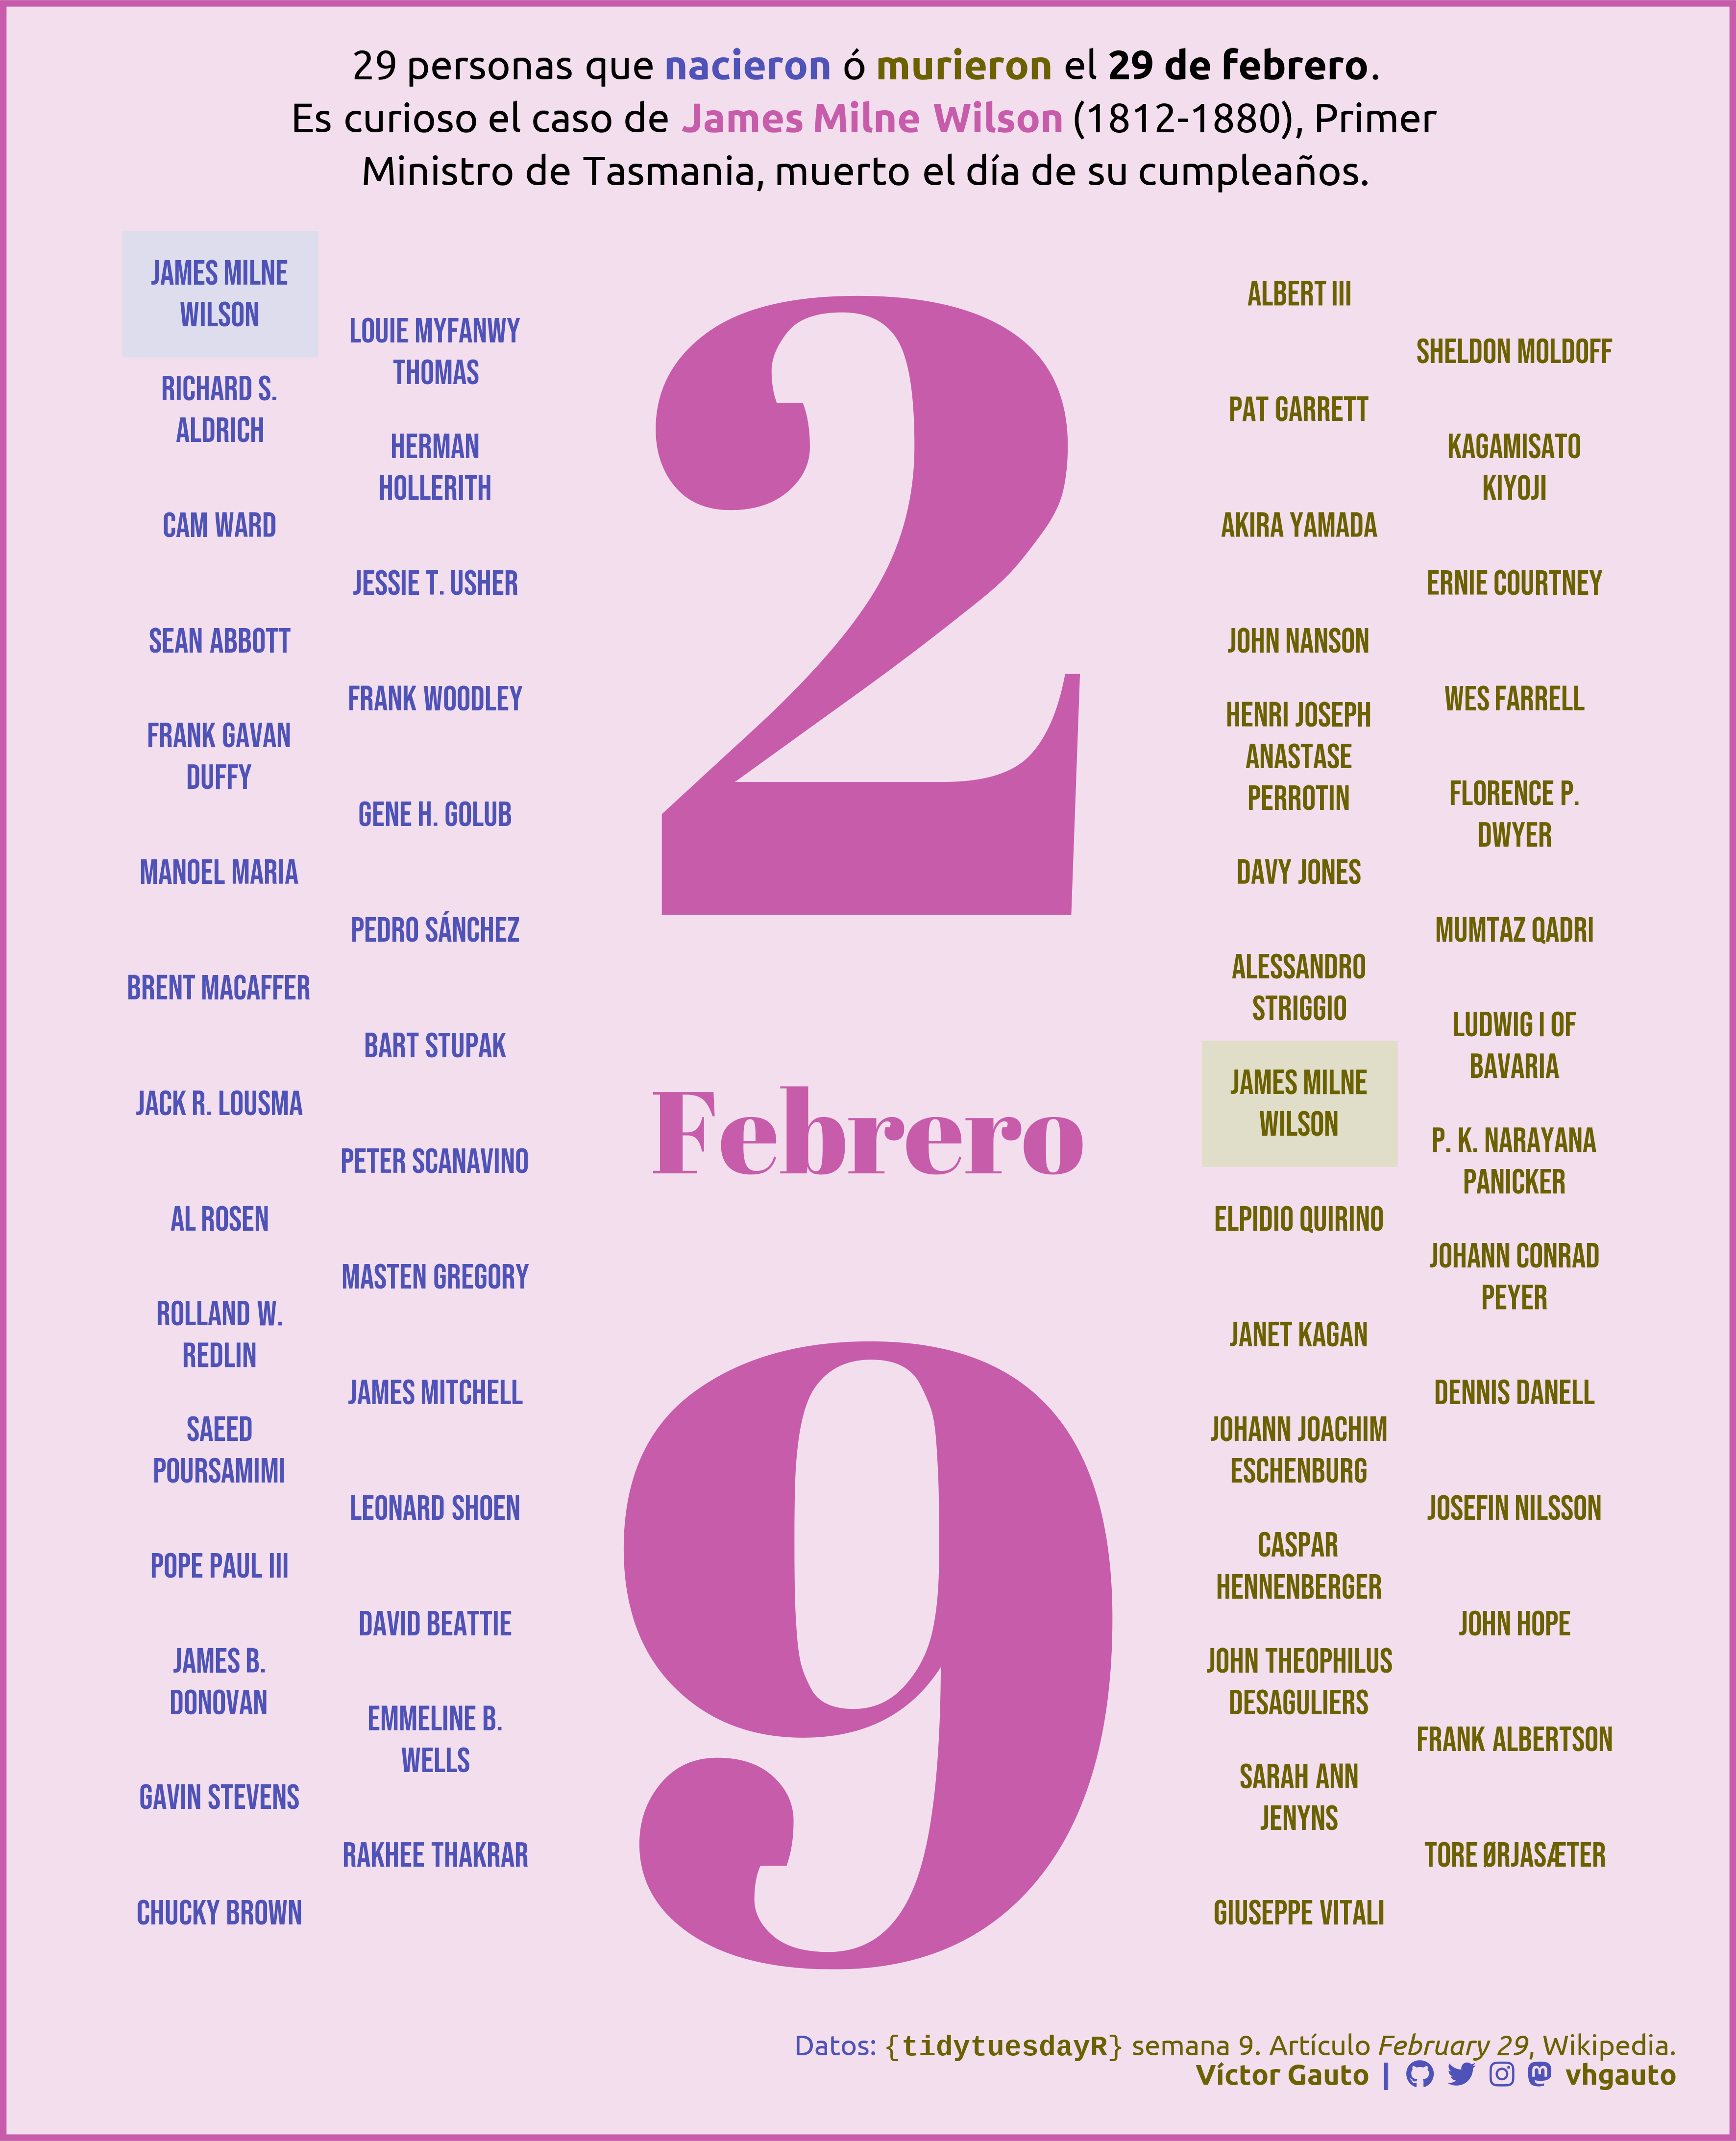 29 personas que nacieron ó murieron el 29 de febrero.
Es curioso el caso de James Milne Wilson (1812-1880), Primer
Ministro de Tasmania, muerto el día de su cumpleaños.
JAMES MILNE
WILSON
RICHARD S.
ALDRICH
CAM WARD
SEAN ABBOTT
FRANK GAVAN
DUFFY
MANOEL MARIA
BRENT MACAFFER
JACK R. LOUSMA
AL ROSEN
ROLLAND W.
REDLIN
SAEED
POURSAMIMI
POPE PAUL III
JAMES B.
DONOVAN
GAVIN STEVENS
CHUCKY BROWN
LOUIE MYFANWY
THOMAS
HERMAN
HOLLERITH
JESSIE T. USHER
FRANK WOODLEY
GENE H. GOLUB
PEDRO SÁNCHEZ
BART STUPAK
PETER SCANAVINO
MASTEN GREGORY
JAMES MITCHELL
LEONARD SHOEN
DAVID BEATTIE
EMMELINE B.
WELLS
RAKHEE THAKRAR
2
Febrero
9
ALBERT III
PAT GARRETT
AKIRA YAMADA
JOHN NANSON
HENRI JOSEPH
ANASTASE
PERROTIN
DAVY JONES
ALESSANDRO
STRIGGIO
JAMES MILNE
WILSON
ELPIDIO QUIRINO
JANET KAGAN
JOHANN JOACHIM
ESCHENBURG
CASPAR
HENNENBERGER
JOHN THEOPHILUS
DESAGULIERS
SARAH ANN
JENYNS
GIUSEPPE VITALI
SHELDON MOLDOFF
KAGAMISATO
KIYOJI
ERNIE COURTNEY
WES FARRELL
FLORENCE P.
DWYER
MUMTAZ QADRI
LUDWIG I OF
BAVARIA
P. K. NARAYANA
PANICKER
JOHANN CONRAD
PEYER
DENNIS DANELL
JOSEFIN NILSSON
JOHN HOPE
FRANK ALBERTSON
TORE ØRJASÆTER
Datos: {tidytuesdayR} semana 9. Artículo February 29, Wikipedia.
Víctor Gauto | vhgauto